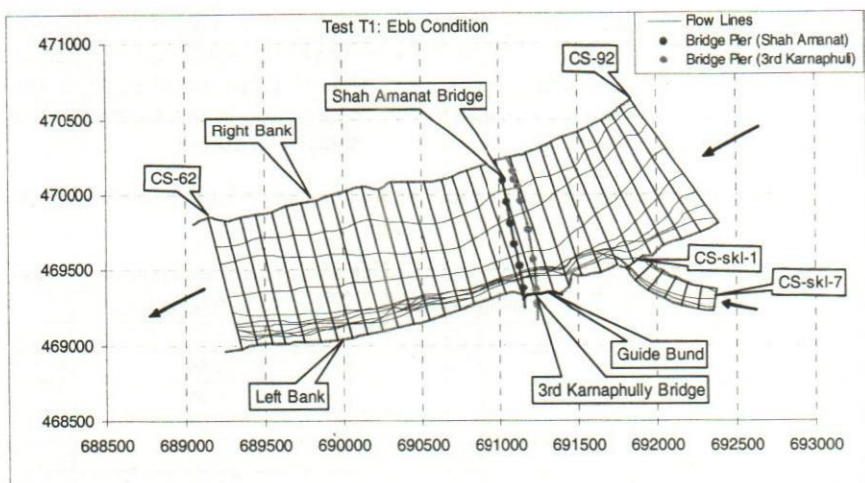 Test T1: Ebb Condition
Flow Lines
Bridge Pier (Shah Amanat)
Bridge Pier (3rd Karnaphuli)
471000
470500
470000
469500
469000
468500
CS-92
Shah Amanat Bridge
Right Bank
CS-62
CS-skl-1
CS-skl-7
Guide Bund
3rd Karnaphully Bridge
Left Bank
688500 689000 689500 690000 690500 691000 691500 692000 692500 693000